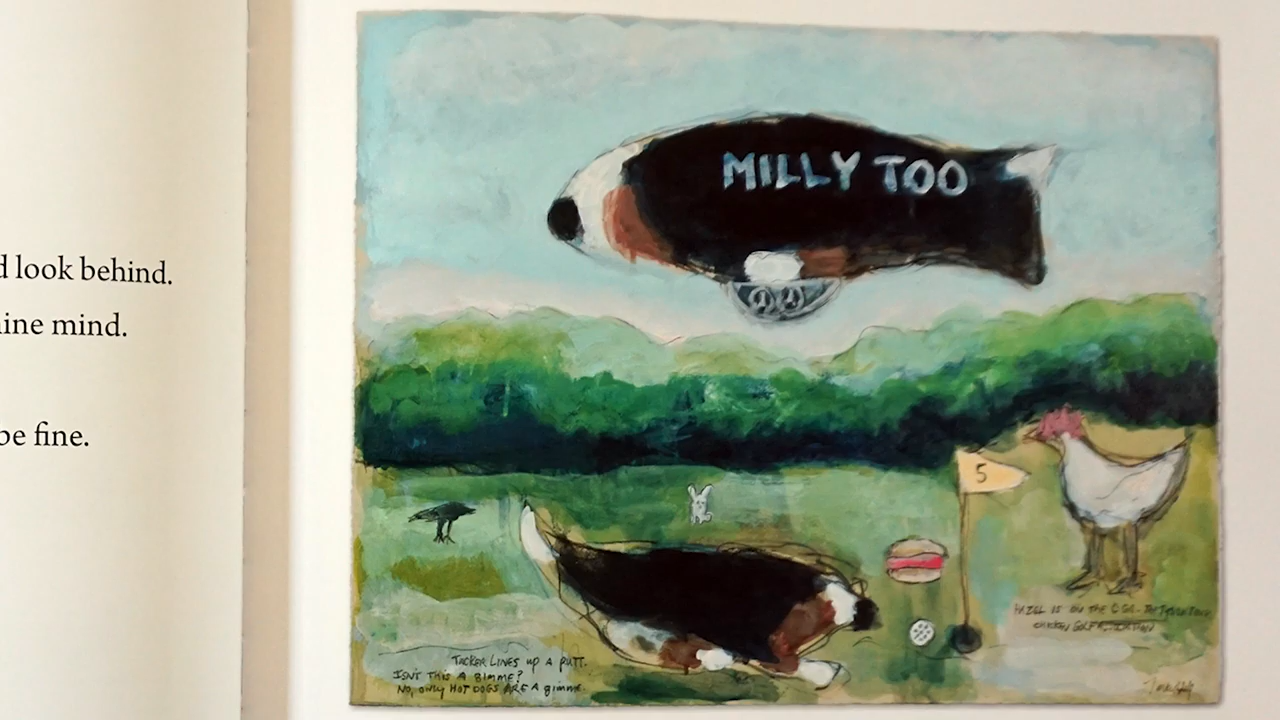 d look behind.
nine mind.
be fine.
MILLY TOO
5
TUCKER LINES UP A PUTT.
ISN'T THIS A GIMME?
NO, ONLY HOT DOGS ARE A GIMME.
HAZEL IS ON THE
CHICKEN GOLF